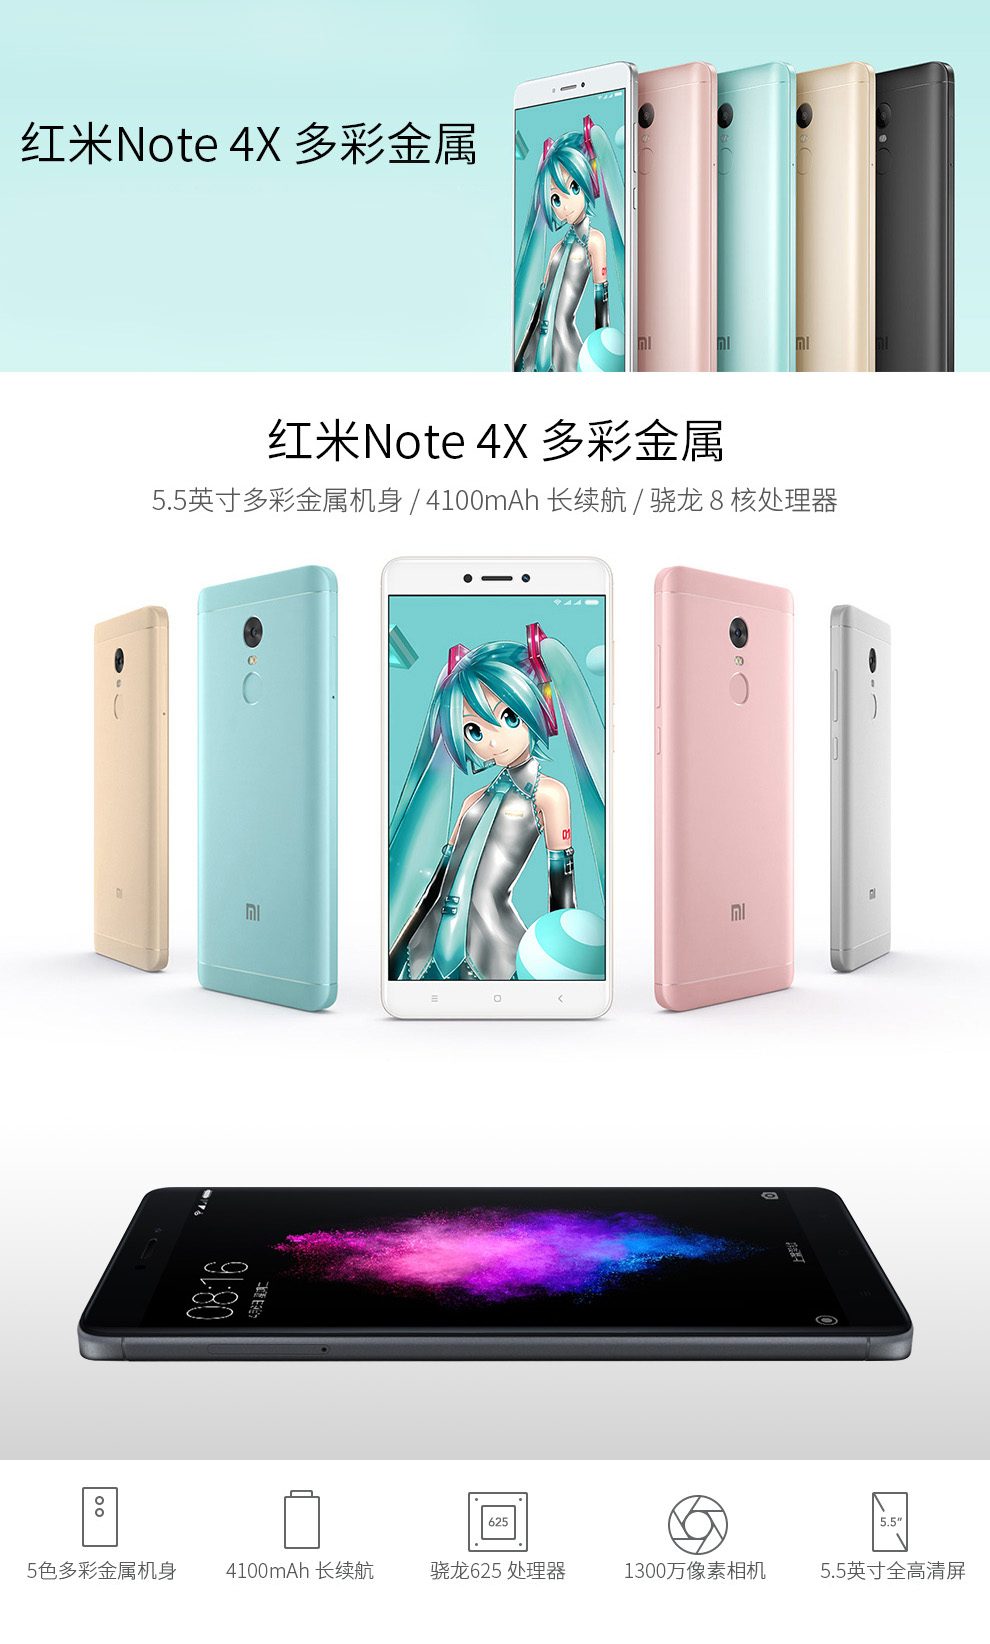 红米Note 4X 多彩金属
红米Note 4X 多彩金属
5.5英寸多彩金属机身 / 4100mAh 长续航 / 骁龙 8 核处理器
01
08:16
625
5.5"
5色多彩金属机身
4100mAh 长续航
骁龙625 处理器
1300万像素相机
5.5英寸全高清屏